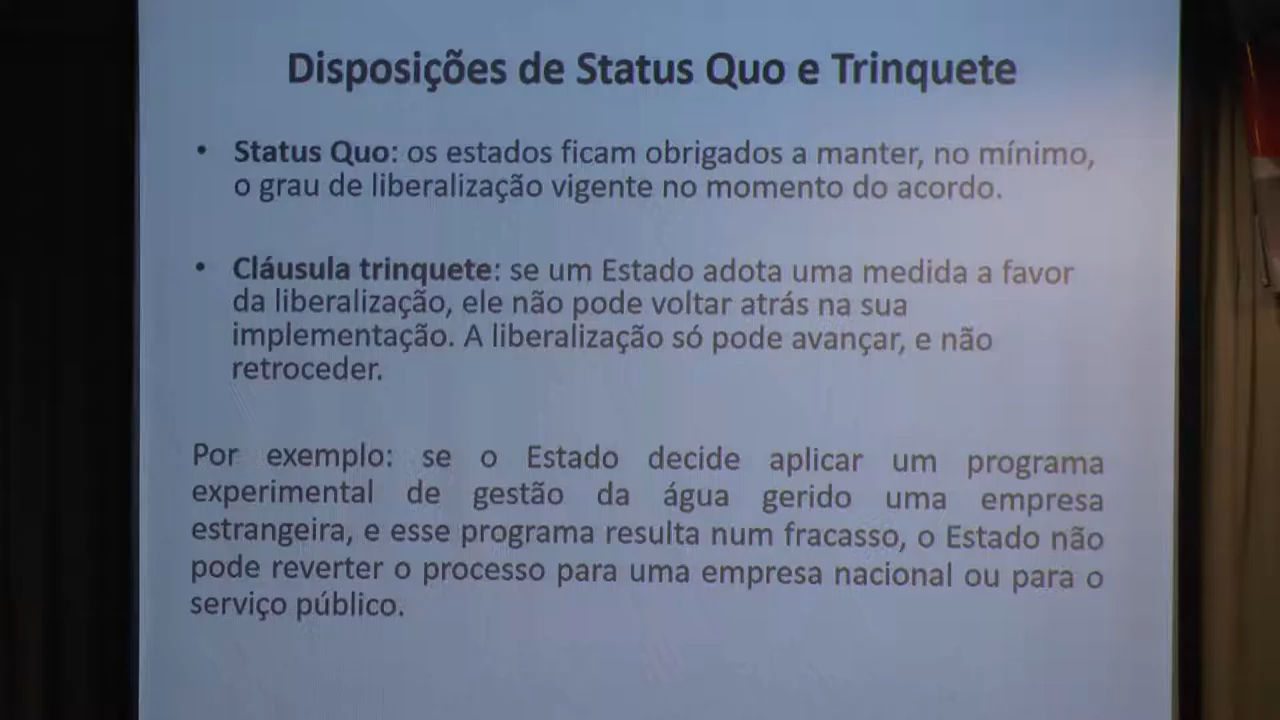 Disposições de Status Quo e Trinquete
• Status Quo: os estados ficam obrigados a manter, no mínimo,
o grau de liberalização vigente no momento do acordo.
• Cláusula trinquete: se um Estado adota uma medida a favor
da liberalização, ele não pode voltar atrás na sua
implementação. A liberalização só pode avançar, e não
retroceder.
Por exemplo: se o Estado decide aplicar um programa
experimental de gestão da água gerido uma empresa
estrangeira, e esse programa resulta num fracasso, o Estado não
pode reverter o processo para uma empresa nacional ou para o
serviço público.